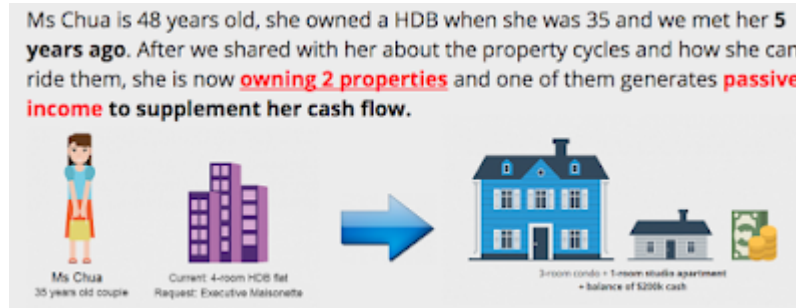 Ms Chua is 48 years old, she owned a HDB when she was 35 and we met her 5
years ago. After we shared with her about the property cycles and how she can
ride them, she is now owning 2 properties and one of them generates passive
income to supplement her cash flow.
Ms Chua
35 years old couple
Current: 4-room HDB flat
Request: Executive Maisonette
3-room condo + 1-room studio apartment
+ balance of $200k cash